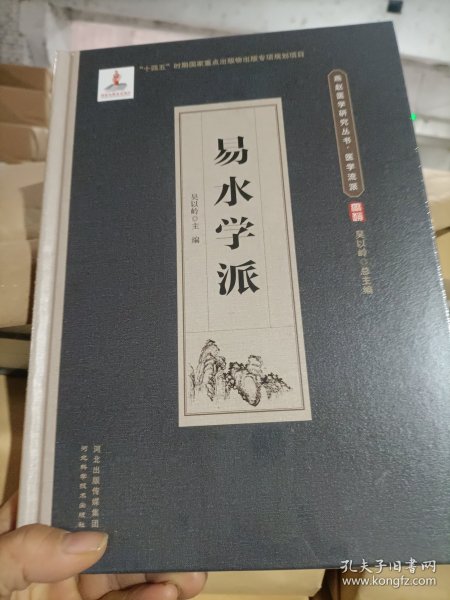 “十四五”时期国家重点出版物出版专项规划项目
燕赵医学研究丛书·医学流派
吴以岭◎总主编
易水学派
吴以岭◎主编
河北出版传媒集团
河北科学技术出版社
孔夫子旧书网
www.kongfz.com